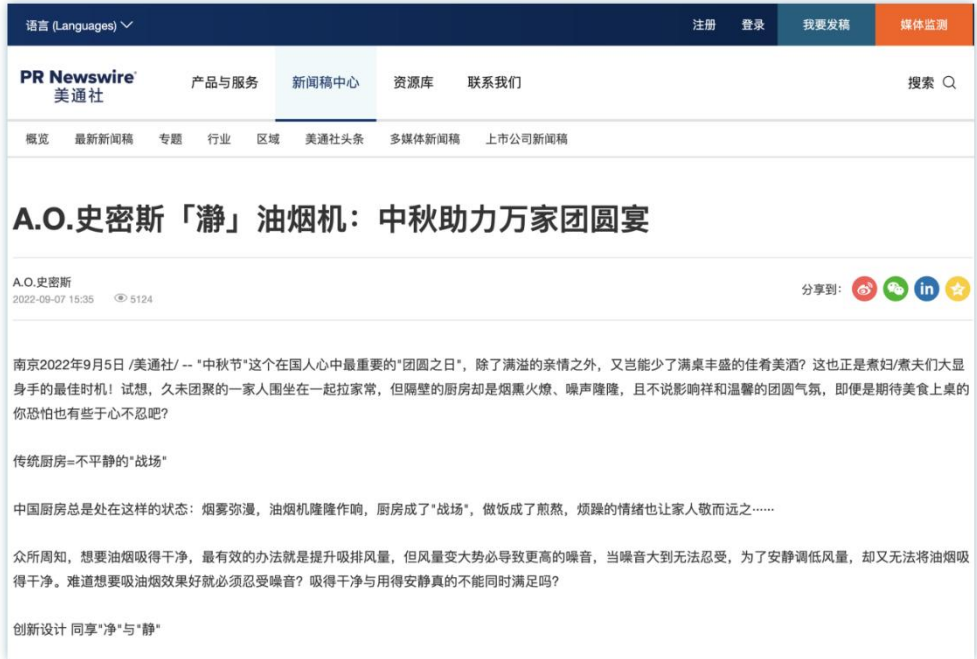 语言 (Languages)
注册
登录
我要发稿
媒体监测
PR Newswire
美通社
产品与服务
新闻稿中心
资源库
联系我们
搜索
概览
最新新闻稿
专题
行业
区域
美通社头条
多媒体新闻稿
上市公司新闻稿
A.O.史密斯「瀞」油烟机：中秋助力万家团圆宴
A.O.史密斯
2022-09-07 15:35 5124
分享到:
in
南京2022年9月5日 /美通社/ -- "中秋节"这个在国人心中最重要的"团圆之日"，除了满溢的亲情之外，又岂能少了满桌丰盛的佳肴美酒？这也正是煮妇/煮夫们大显
身手的最佳时机！试想，久未团聚的一家人围坐在一起拉家常，但隔壁的厨房却是烟熏火燎、噪声隆隆，且不说影响祥和温馨的团圆气氛，即便是期待美食上桌的
你恐怕也有些于心不忍吧?
传统厨房=不平静的"战场"
中国厨房总是处在这样的状态：烟雾弥漫，油烟机隆隆作响，厨房成了"战场"，做饭成了煎熬，烦躁的情绪也让家人敬而远之……
众所周知，想要油烟吸得干净，最有效的办法就是提升吸排风量，但风量变大势必导致更高的噪音，当噪音大到无法忍受，为了安静调低风量，却又无法将油烟吸
得干净。难道想要吸油烟效果好就必须忍受噪音？吸得干净与用得安静真的不能同时满足吗？
创新设计 同享"净"与"静"